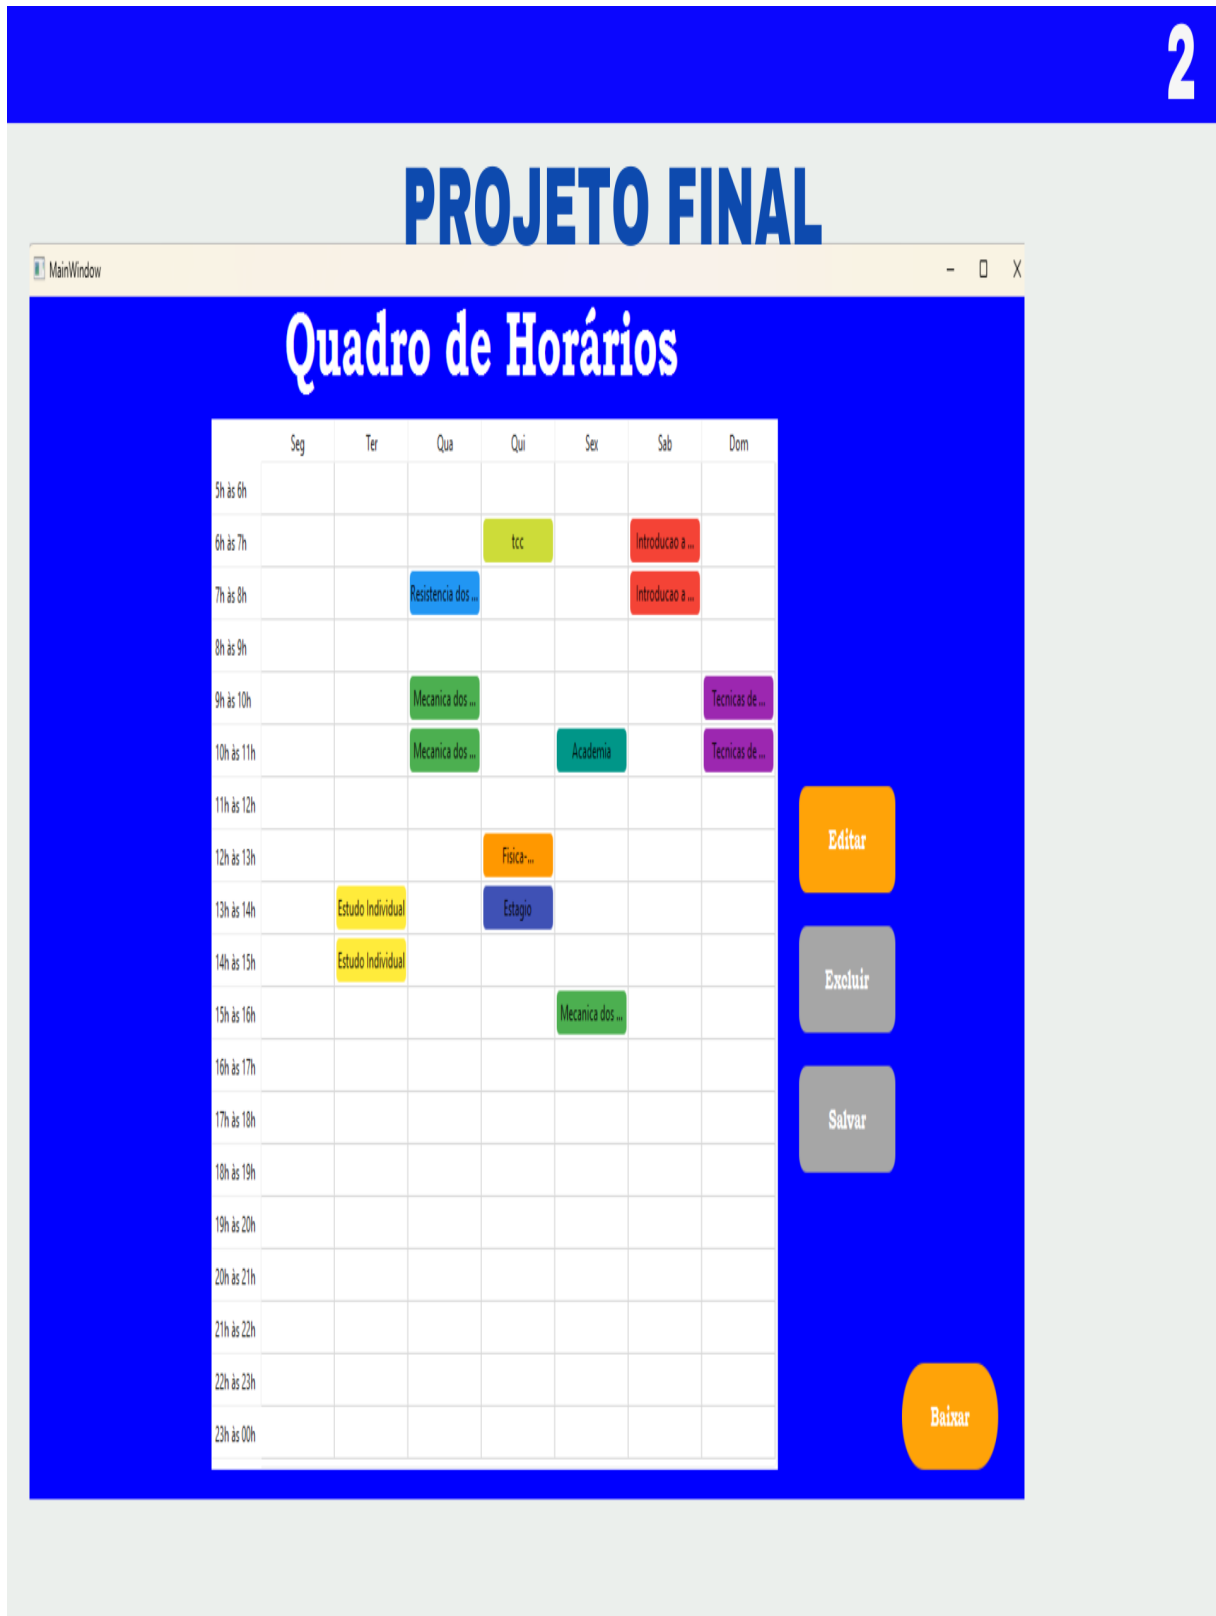 2
PROJETO FINAL
MainWindow
Quadro de Horários
Seg Ter Qua Qui Sex Sab Dom
5h às 6h
6h às 7h tcc Introducao a ...
7h às 8h Resistencia dos ... Introducao a ...
8h às 9h
9h às 10h Mecanica dos ... Tecnicas de ...
10h às 11h Mecanica dos ... Academia Tecnicas de ...
11h às 12h
12h às 13h Fisica-...
13h às 14h Estudo Individual Estagio
14h às 15h Estudo Individual
15h às 16h Mecanica dos ...
16h às 17h
17h às 18h
18h às 19h
19h às 20h
20h às 21h
21h às 22h
22h às 23h
23h às 00h
Editar
Excluir
Salvar
Baixar